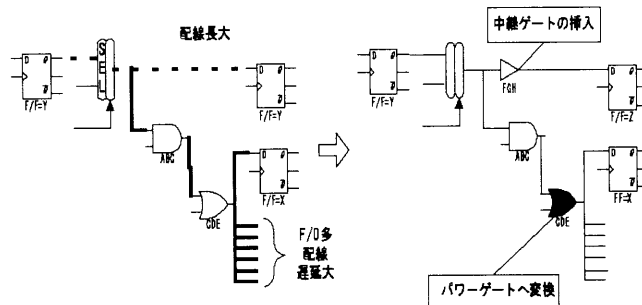 配線長大
中継ゲートの挿入
D Q
S
E
L
D Q
D Q
D Q
F/F=Y
F/F=Y
F/F=Y
FGH
F/F=Z
ABC
ABC
D Q
D Q
CDE
F/F=X
CDE
FF=X
F/O多
配線
遅延大
パワーゲートへ変換